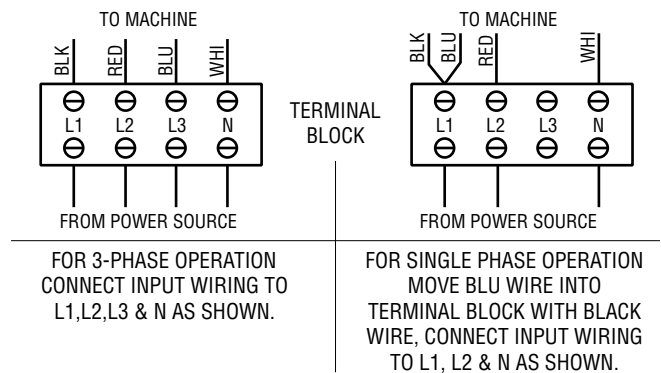 TO MACHINE
BLK
RED
BLU
WHI
L1 L2 L3 N
FROM POWER SOURCE
FOR 3-PHASE OPERATION
CONNECT INPUT WIRING TO
L1,L2,L3 & N AS SHOWN.
TERMINAL
BLOCK
TO MACHINE
BLK
BLU
RED
WHI
L1 L2 L3 N
FROM POWER SOURCE
FOR SINGLE PHASE OPERATION
MOVE BLU WIRE INTO
TERMINAL BLOCK WITH BLACK
WIRE, CONNECT INPUT WIRING
TO L1, L2 & N AS SHOWN.